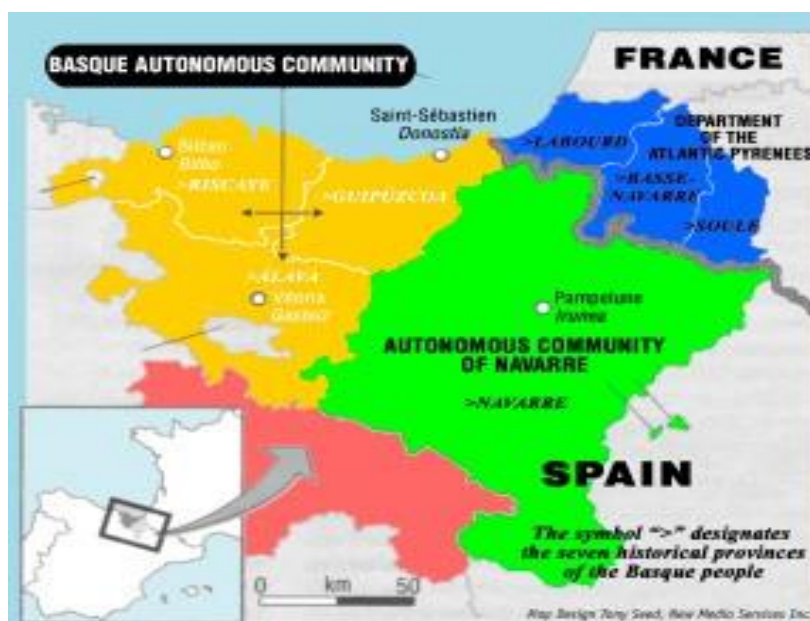 BASQUE AUTONOMOUS COMMUNITY
FRANCE
Saint-Sébastien
Donostia
DEPARTMENT
OF THE
ATLANTIC PYRENEES
>LABOURD
Bilbao
Bilbo
>BISCAYE
>GUIPÚZCOA
>BASSE-
NAVARRE
>SOULE
>ALAVA
Vitoria
Gasteiz
Pampelune
Irunea
AUTONOMOUS COMMUNITY
OF NAVARRE
>NAVARRE
SPAIN
The symbol “>” designates
the seven historical provinces
of the Basque people
0 km 50
Map Design Tony Seed, New Media Services Inc.